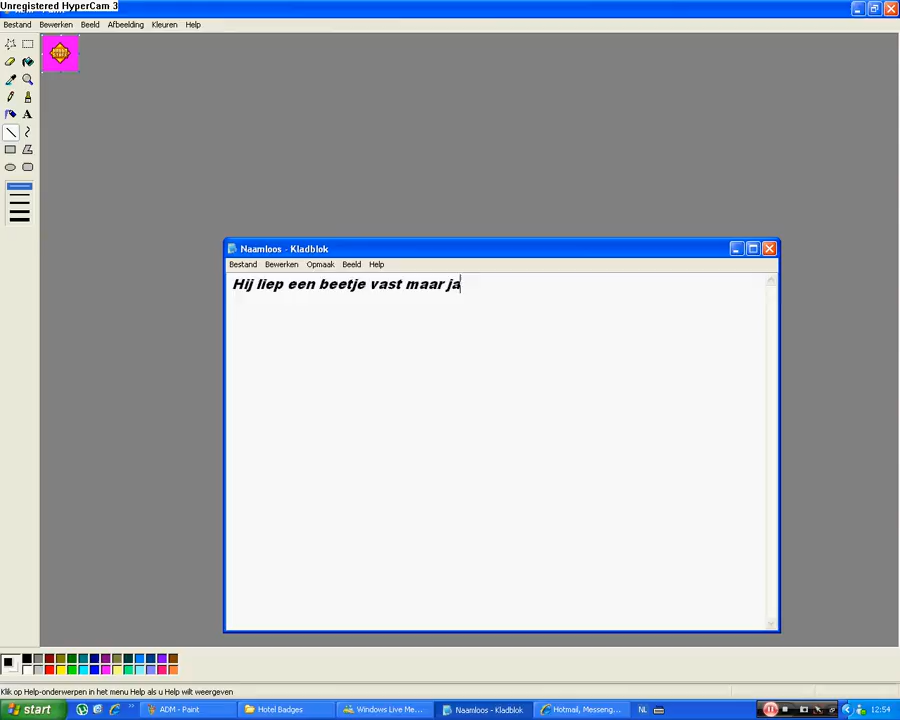 Unregistered HyperCam 3
Bestand Bewerken Beeld Afbeelding Kleuren Help
Naamloos - Kladblok
Bestand Bewerken Opmaak Beeld Help
Hij liep een beetje vast maar ja
Klik op Help-onderwerpen in het menu Help als u Help wilt weergeven
start
ADM - Paint
Hotel Badges
Windows Live Me...
Naamloos - Kladblok
Hotmail, Messeng...
NL
12:54